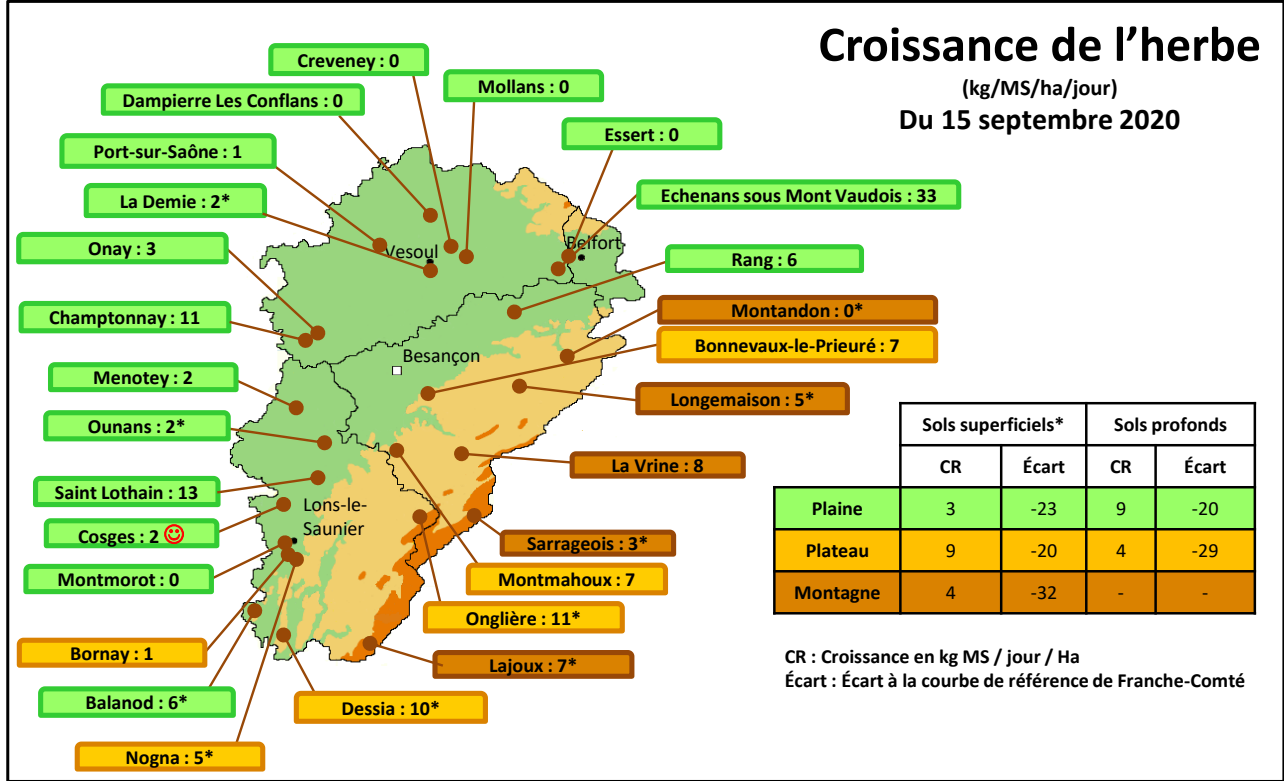 Croissance de l’herbe
(kg/MS/ha/jour)
Du 15 septembre 2020
Creveney : 0
Mollans : 0
Dampierre Les Conflans : 0
Essert : 0
Port-sur-Saône : 1
Echenans sous Mont Vaudois : 33
La Demie : 2*
Onay : 3
Vesoul
Belfort
Rang : 6
Champtonnay : 11
Montandon : 0*
Bonnevaux-le-Prieuré : 7
Besançon
Menotey : 2
Longemaison : 5*
Ounans : 2*
La Vrine : 8
Saint Lothain : 13
Lons-le-
Saunier
Cosges : 2
Sarrageois : 3*
Montmorot : 0
Montmahoux : 7
Onglière : 11*
Bornay : 1
Lajoux : 7*
Balanod : 6*
Dessia : 10*
Nogna : 5*
Sols superficiels* Sols profonds
CR Écart CR Écart
Plaine 3 -23 9 -20
Plateau 9 -20 4 -29
Montagne 4 -32 - -
CR : Croissance en kg MS / jour / Ha
Écart : Écart à la courbe de référence de Franche-Comté